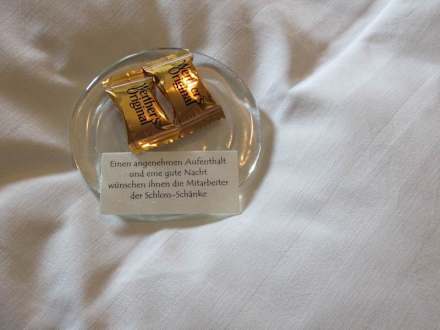 Werther's
Original
Werther's
Original
Einen angenehmen Aufenthalt
und eine gute Nacht
wünschen ihnen die Mitarbeiter
der Schloss-Schänke